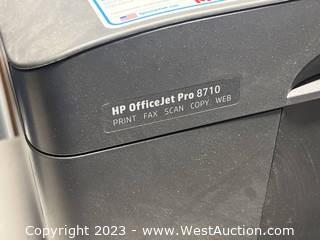 HP OfficeJet Pro 8710
PRINT FAX SCAN COPY WEB
Copyright © 2023 - www.WestAuction.com